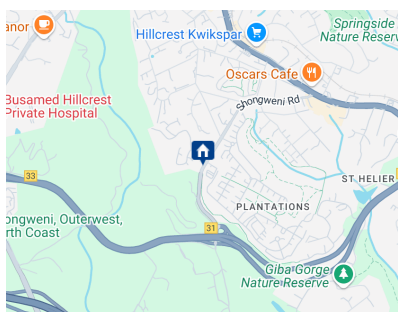 Springside
Nature Reserv
anor
Hillcrest Kwikspar
Oscars Cafe
Shongweni Rd
Busamed Hillcrest
Private Hospital
33
ST HELIER
PLANTATIONS
ongweni, Outerwest,
rth Coast
31
Giba Gorge
Nature Reserve